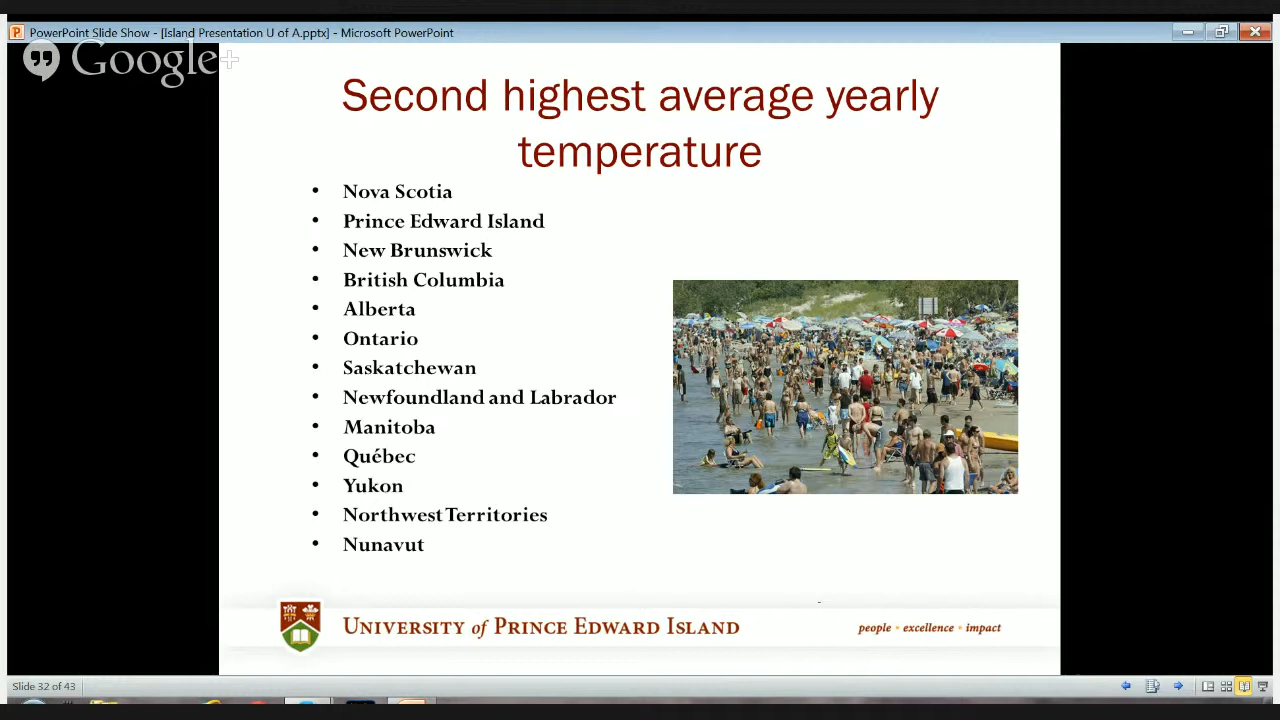 PowerPoint Slide Show - [Island Presentation U of A.pptx] - Microsoft PowerPoint
Google+
Second highest average yearly
temperature
• Nova Scotia
• Prince Edward Island
• New Brunswick
• British Columbia
• Alberta
• Ontario
• Saskatchewan
• Newfoundland and Labrador
• Manitoba
• Québec
• Yukon
• Northwest Territories
• Nunavut
UNIVERSITY of PRINCE EDWARD ISLAND
people • excellence • impact
Slide 32 of 43